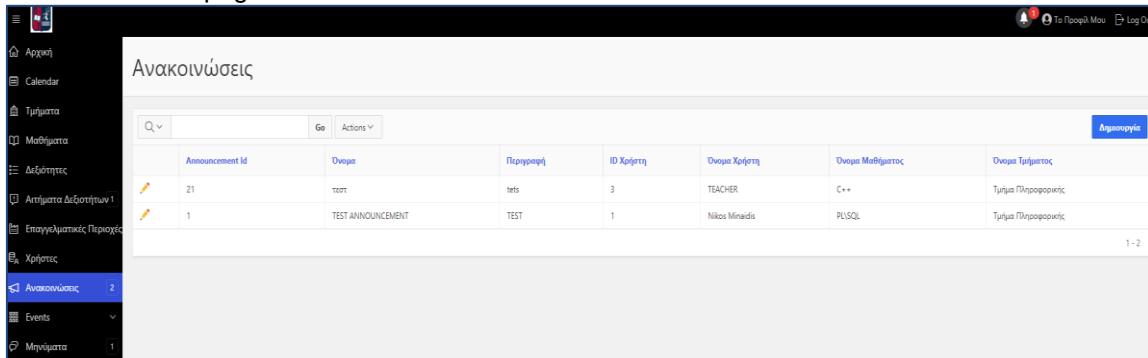 1 Το Προφίλ Μου Log Ou
Αρχική
Calendar
Τμήματα
Μαθήματα
Δεξιότητες
Αιτήματα Δεξιοτήτων 1
Επαγγελματικές Περιοχές
Χρήστες
Ανακοινώσεις 2
Events
Μηνύματα 1
Ανακοινώσεις
Go Actions Δημιουργία
Announcement Id Όνομα Περιγραφή ID Χρήστη Όνομα Χρήστη Όνομα Μαθήματος Όνομα Τμήματος
21 τεστ tets 3 TEACHER C++ Τμήμα Πληροφορικής
1 TEST ANNOUNCEMENT TEST 1 Nikos Minaidis PL\SQL Τμήμα Πληροφορικής
1 - 2